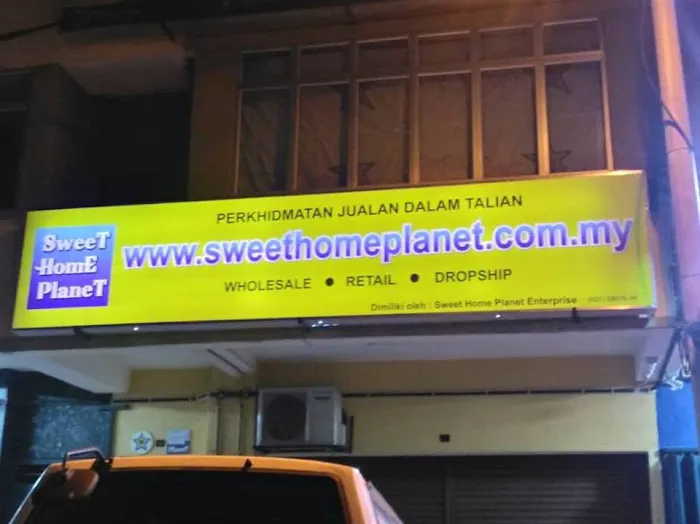 PERKHIDMATAN JUALAN DALAM TALIAN
SweeT
HomE
PlaneT
www.sweethomeplanet.com.my
WHOLESALE ● RETAIL ● DROPSHIP
Dimiliki oleh : Sweet Home Planet Enterprise